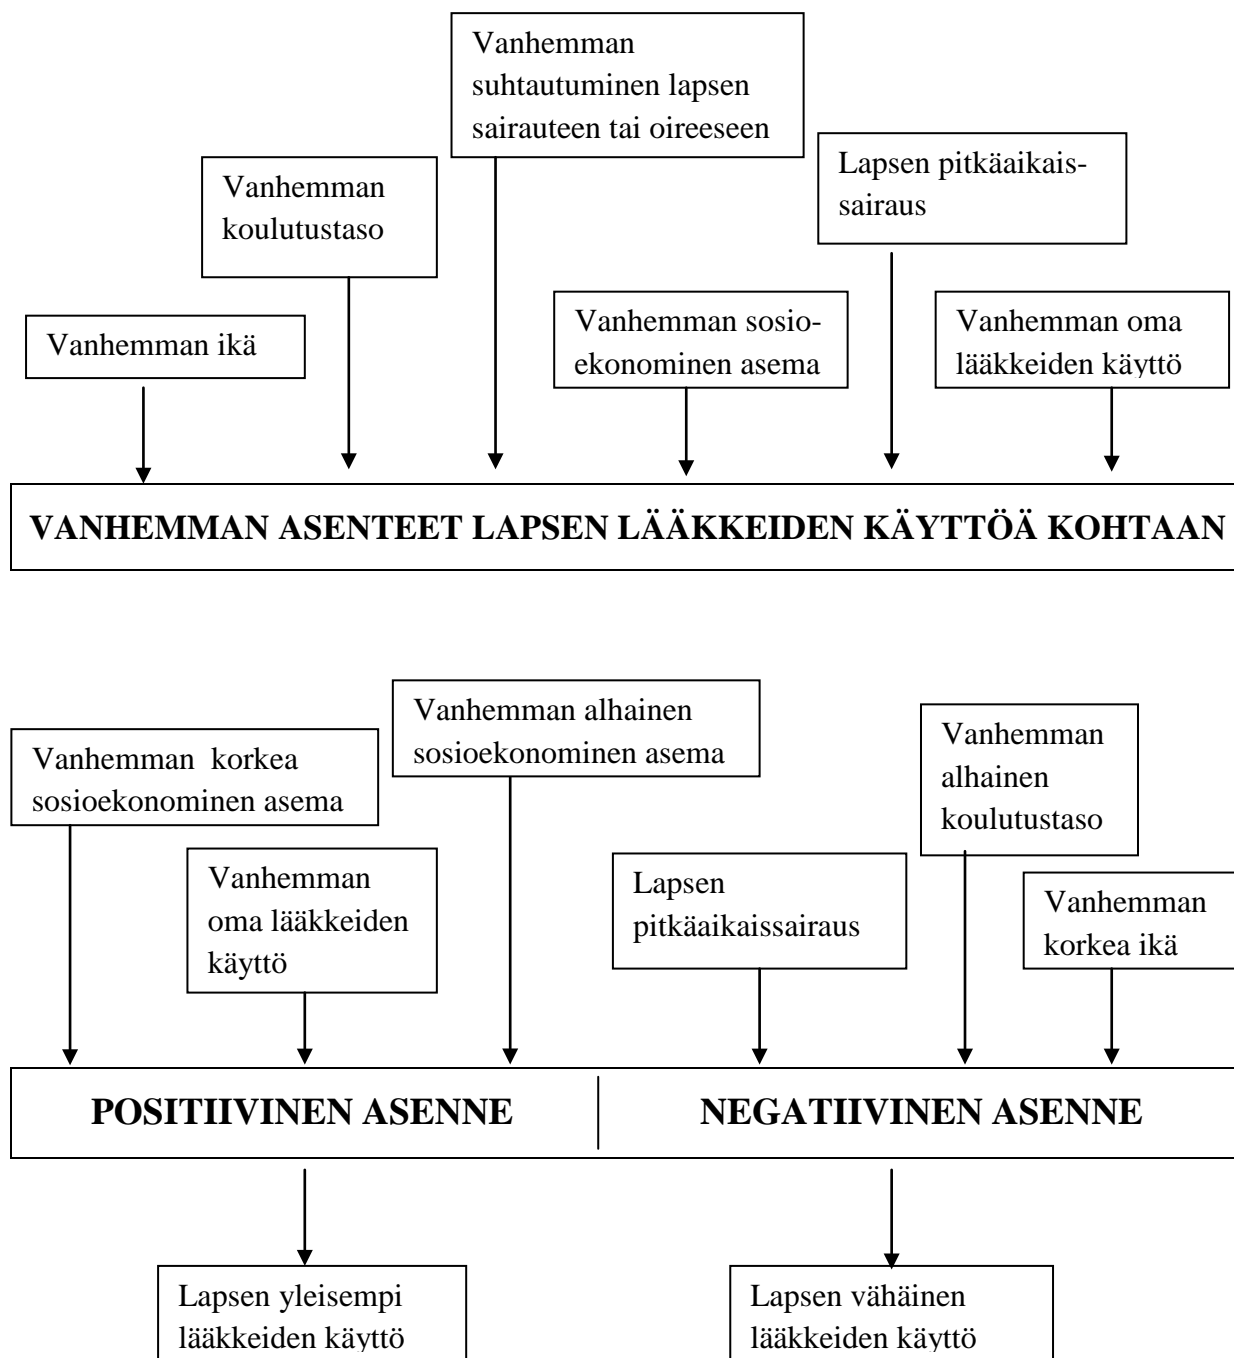 Vanhemman
suhtautuminen lapsen
sairauteen tai oireeseen
Vanhemman
koulutustaso
Lapsen pitkäaikais-
sairaus
Vanhemman ikä
Vanhemman sosio-
ekonominen asema
Vanhemman oma
lääkkeiden käyttö
VANHEMMAN ASENTEET LAPSEN LÄÄKKEIDEN KÄYTTÖÄ KOHTAAN
Vanhemman korkea
sosioekonominen asema
Vanhemman alhainen
sosioekonominen asema
Vanhemman
alhainen
koulutustaso
Vanhemman
oma lääkkeiden
käyttö
Lapsen
pitkäaikaissairaus
Vanhemman
korkea ikä
POSITIIVINEN ASENNE
NEGATIIVINEN ASENNE
Lapsen yleisempi
lääkkeiden käyttö
Lapsen vähäinen
lääkkeiden käyttö